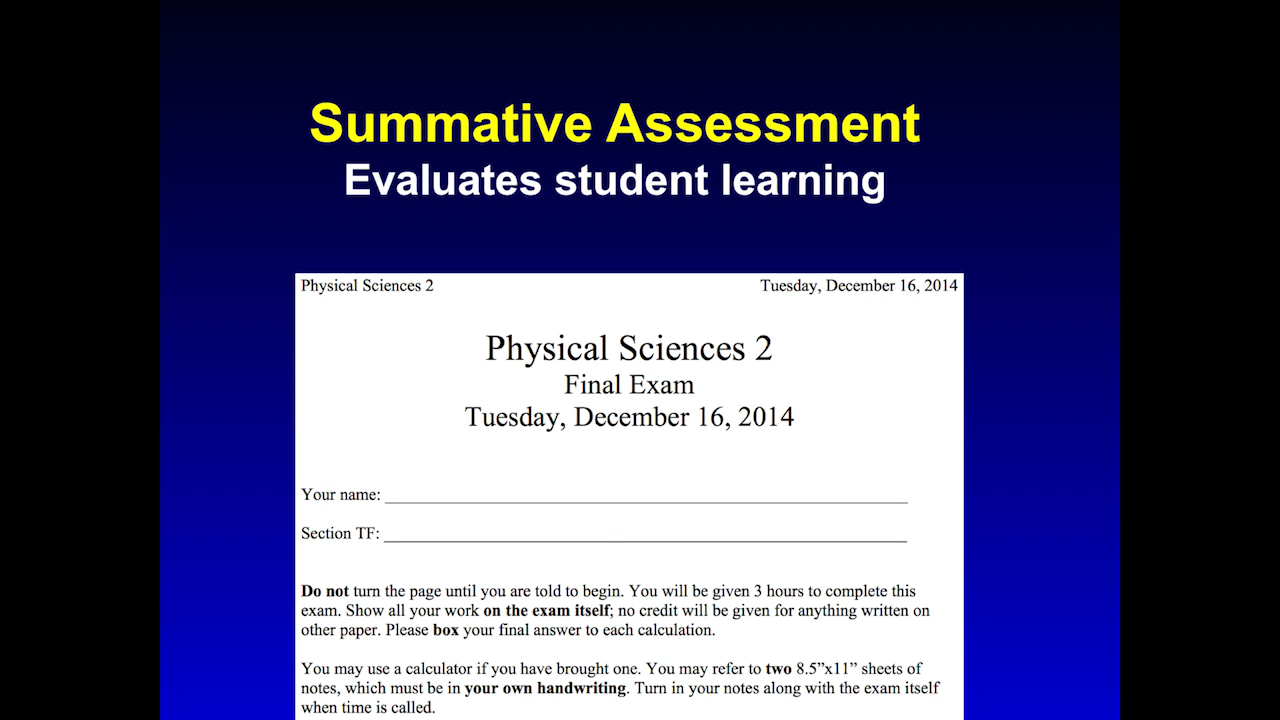 Summative Assessment
Evaluates student learning
Physical Sciences 2 Tuesday, December 16, 2014
Physical Sciences 2
Final Exam
Tuesday, December 16, 2014
Your name:
Section TF:
Do not turn the page until you are told to begin. You will be given 3 hours to complete this
exam. Show all your work on the exam itself; no credit will be given for anything written on
other paper. Please box your final answer to each calculation.
You may use a calculator if you have brought one. You may refer to two 8.5”x11” sheets of
notes, which must be in your own handwriting. Turn in your notes along with the exam itself
when time is called.